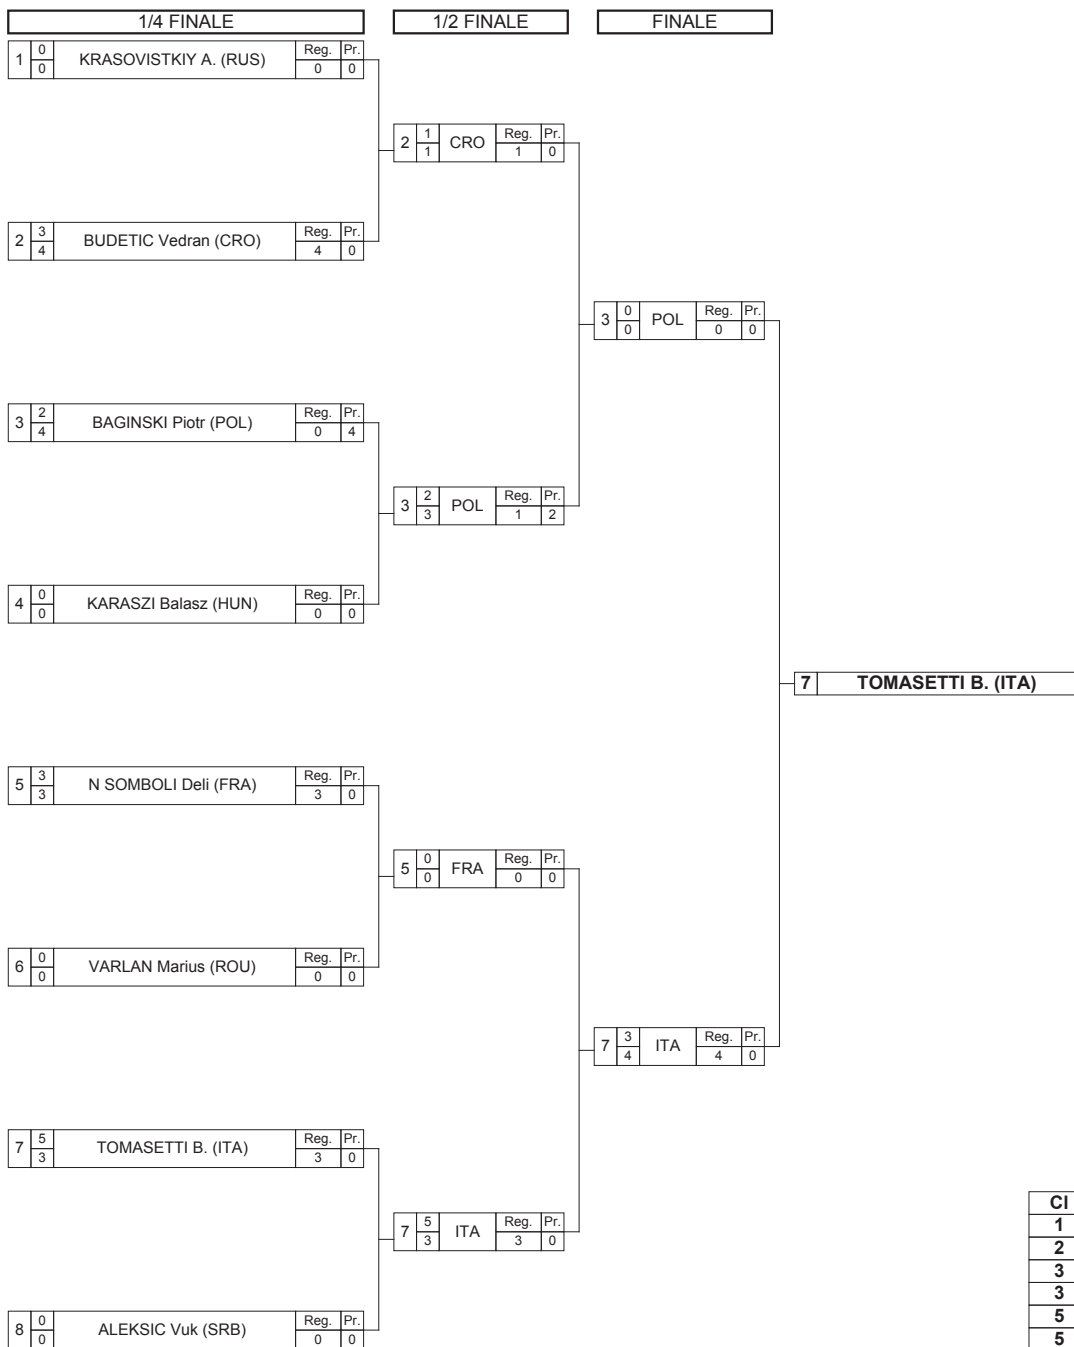 1/4 FINALE 1/2 FINALE FINALE
1 0 0 KRASOVISTKIY A. (RUS) Reg. Pr. 0 0
2 1 1 CRO Reg. Pr. 1 0
2 3 4 BUDETIC Vedran (CRO) Reg. Pr. 4 0
3 0 0 POL Reg. Pr. 0 0
3 2 4 BAGINSKI Piotr (POL) Reg. Pr. 0 4
3 2 3 POL Reg. Pr. 1 2
4 0 0 KARASZI Balasz (HUN) Reg. Pr. 0 0
7 TOMASETTI B. (ITA)
5 3 3 N SOMBOLI Deli (FRA) Reg. Pr. 3 0
5 0 0 FRA Reg. Pr. 0 0
6 0 0 VARLAN Marius (ROU) Reg. Pr. 0 0
7 3 4 ITA Reg. Pr. 4 0
7 5 3 TOMASETTI B. (ITA) Reg. Pr. 3 0
7 5 3 ITA Reg. Pr. 3 0
8 0 0 ALEKSIC Vuk (SRB) Reg. Pr. 0 0
Cl
1
2
3
3
5
5